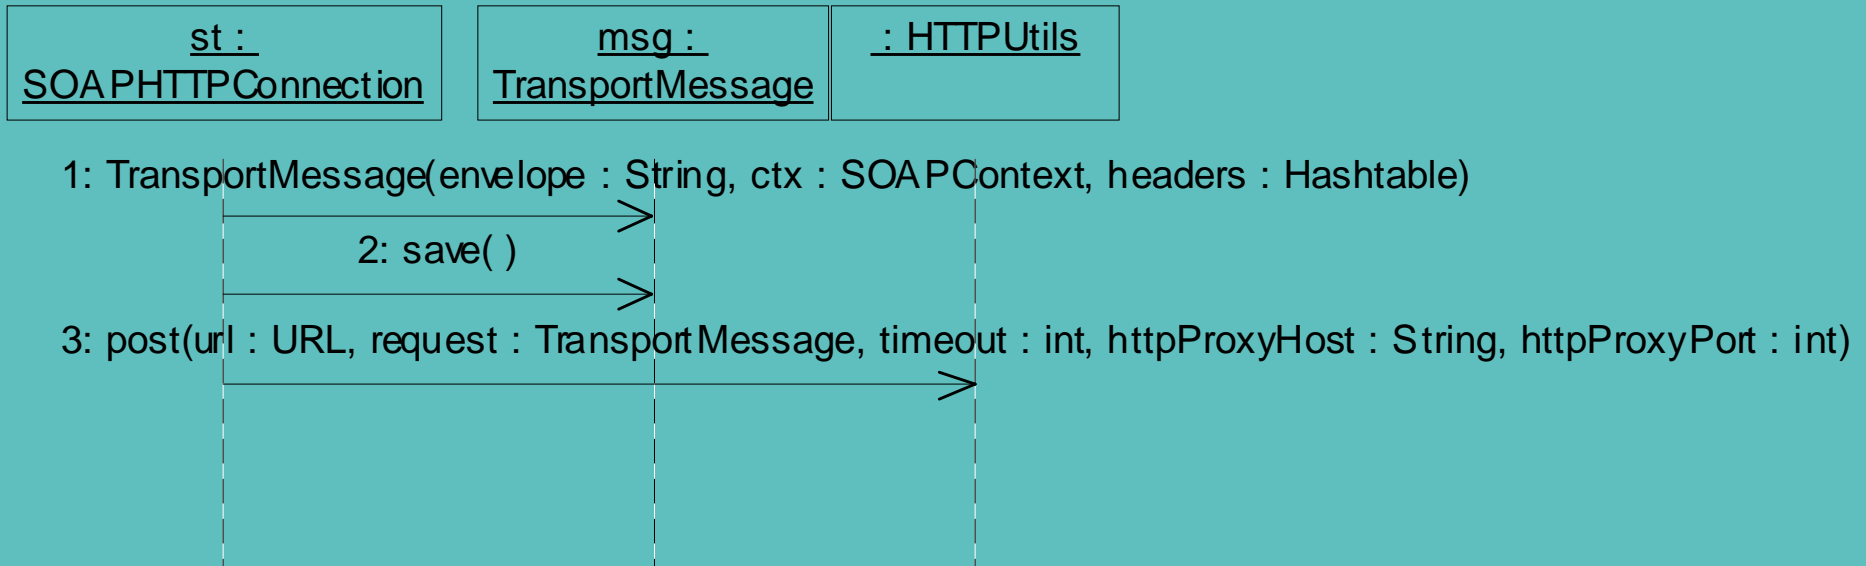 st :
SOAPHTTPConnection
msg :
TransportMessage
: HTTPUtils
1: TransportMessage(envelope : String, ctx : SOAPContext, headers : Hashtable)
2: save( )
3: post(url : URL, request : TransportMessage, timeout : int, httpProxyHost : String, httpProxyPort : int)